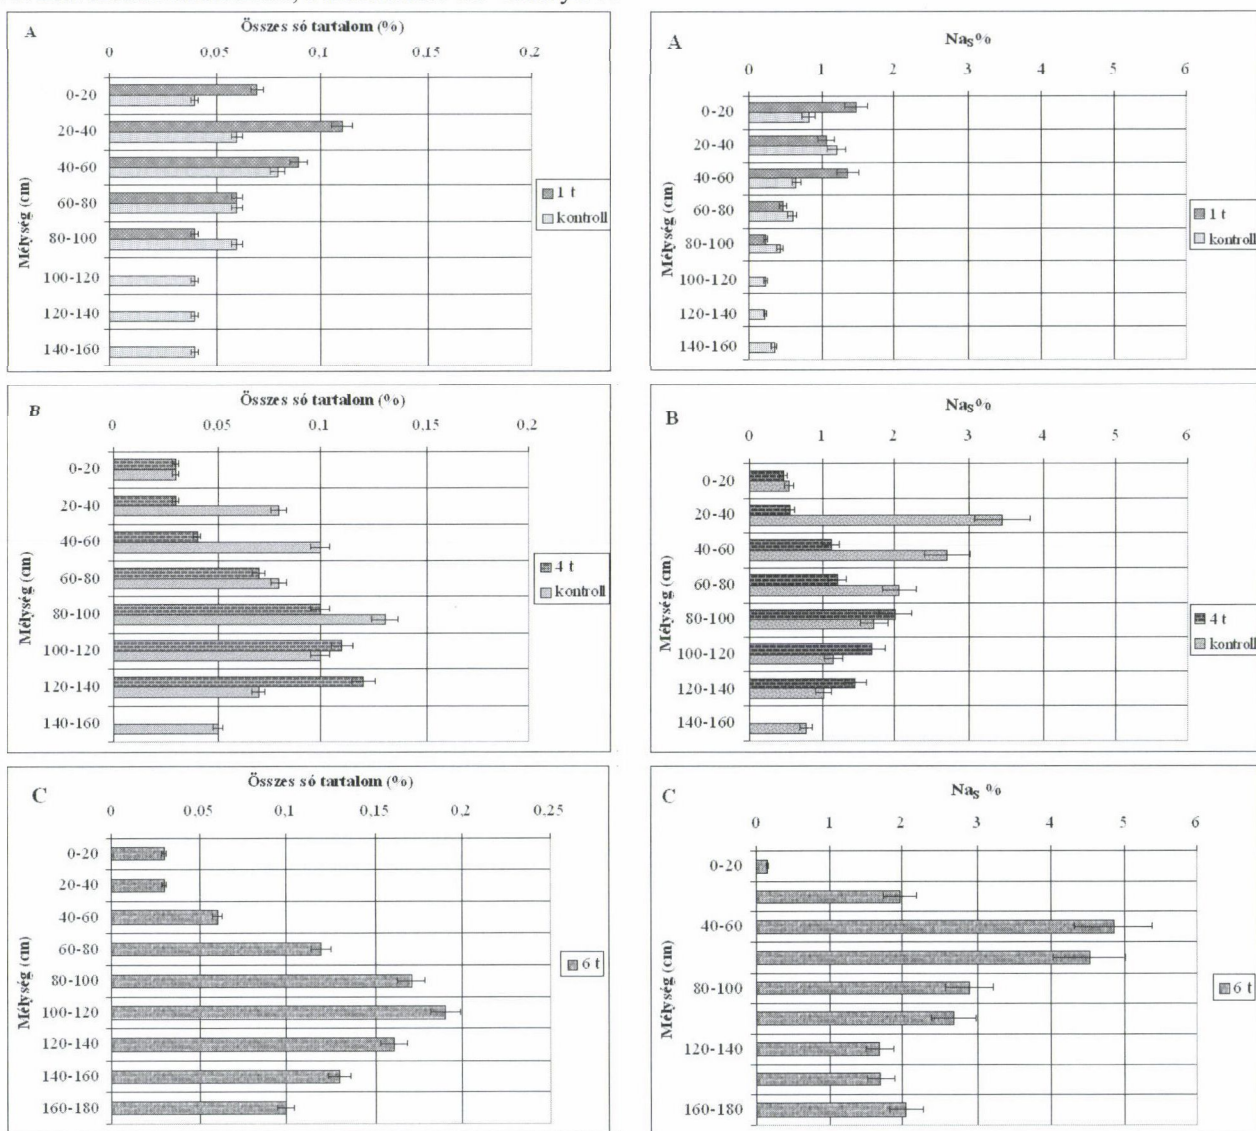 A
Összes só tartalom (%)
0 0,05 0,1 0,15 0,2
Mélység (cm)
0-20
20-40
40-60
60-80
80-100
100-120
120-140
140-160
1 t
kontroll
A
Nas%
0 1 2 3 4 5 6
Mélység (cm)
0-20
20-40
40-60
60-80
80-100
100-120
120-140
140-160
1 t
kontroll
B
Összes só tartalom (%)
0 0,05 0,1 0,15 0,2
Mélység (cm)
0-20
20-40
40-60
60-80
80-100
100-120
120-140
140-160
4 t
kontroll
B
Nas%
0 1 2 3 4 5 6
Mélység (cm)
0-20
20-40
40-60
60-80
80-100
100-120
120-140
140-160
4 t
kontroll
C
Összes só tartalom (%)
0 0,05 0,1 0,15 0,2 0,25
Mélység (cm)
0-20
20-40
40-60
60-80
80-100
100-120
120-140
140-160
160-180
6 t
C
Nas %
0 1 2 3 4 5 6
Mélység (cm)
0-20
40-60
80-100
120-140
160-180
6 t